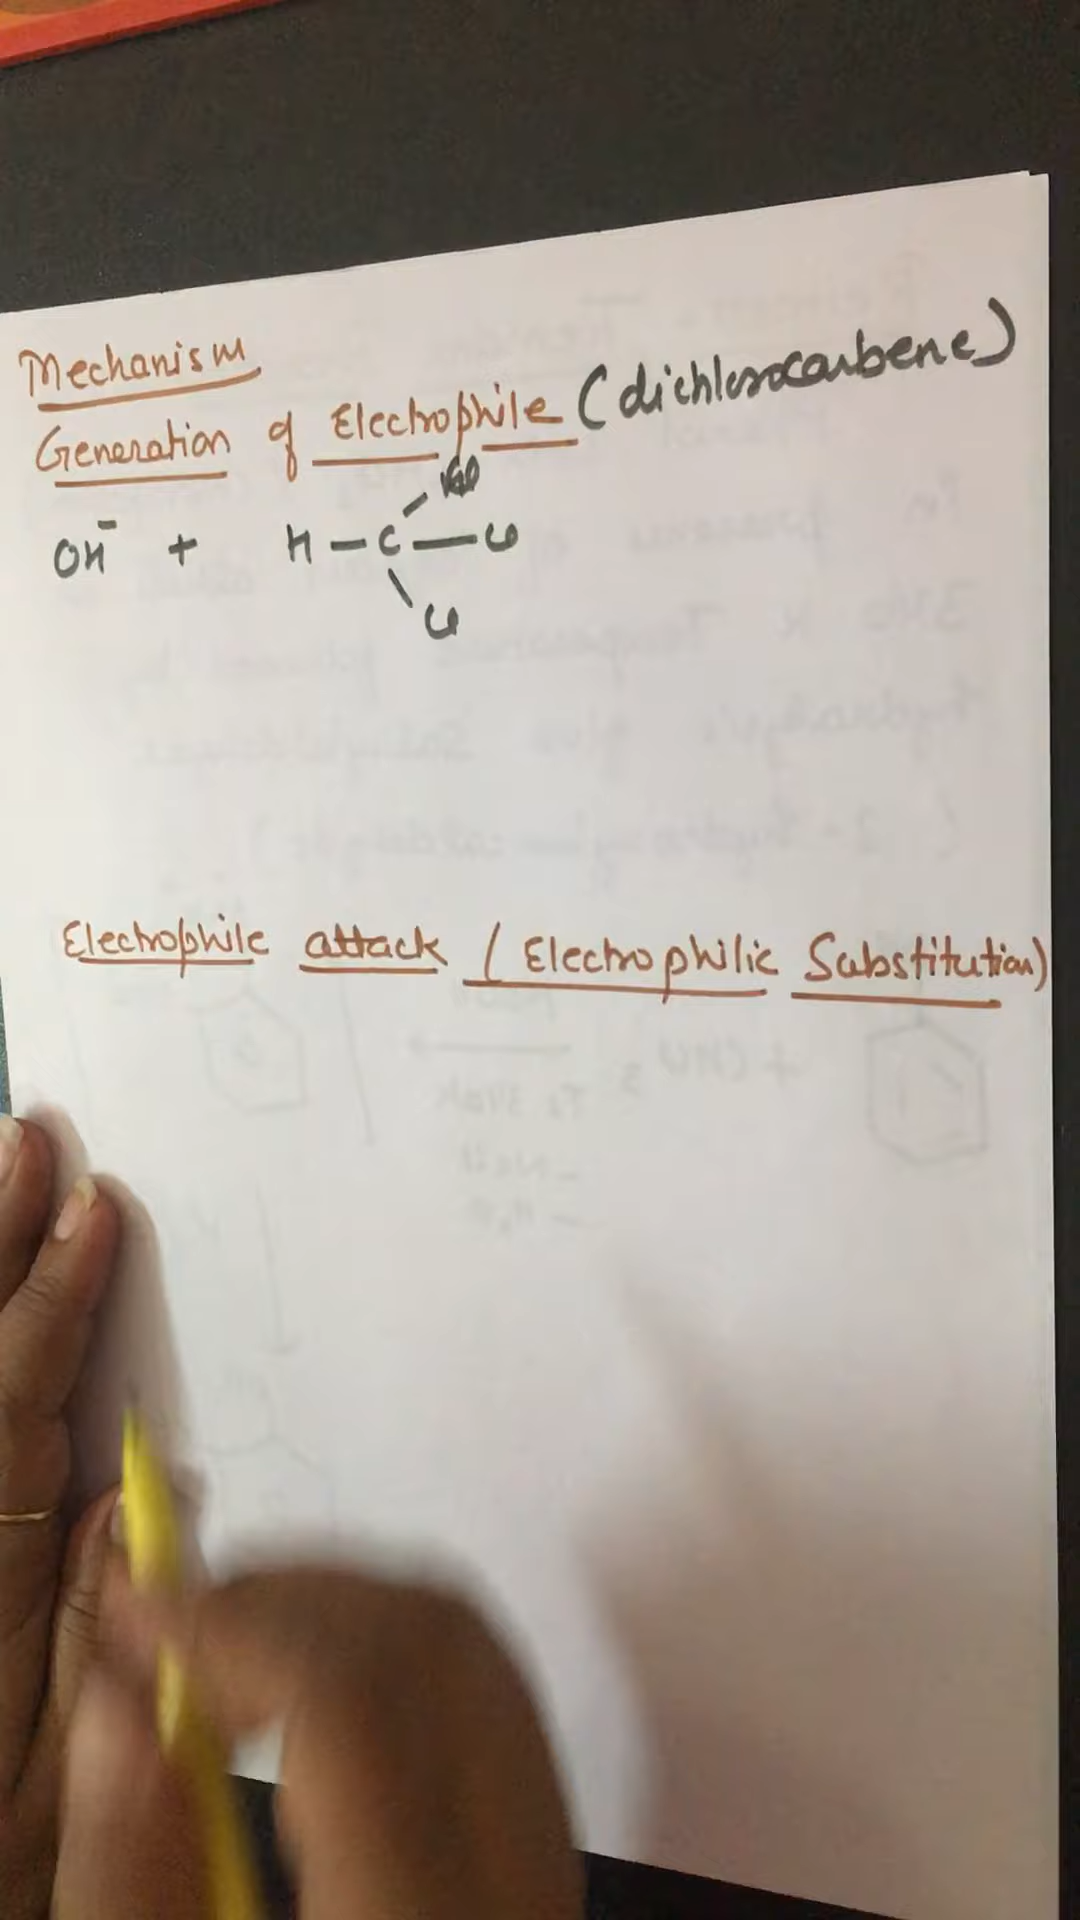 Mechanism
Generation of Electrophile (dichlorocarbene)
OH⁻ + H – C – Cl
Cl
Electrophile attack (Electrophilic Substitution)